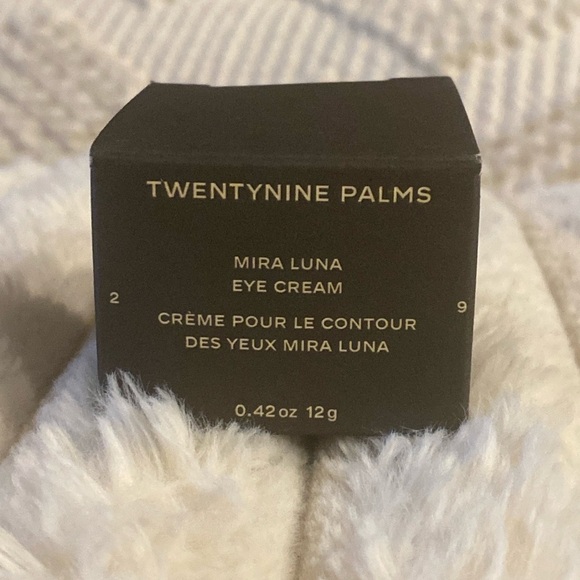 TWENTYNINE PALMS
MIRA LUNA
EYE CREAM
2
9
CRÈME POUR LE CONTOUR
DES YEUX MIRA LUNA
0.42 oz 12 g